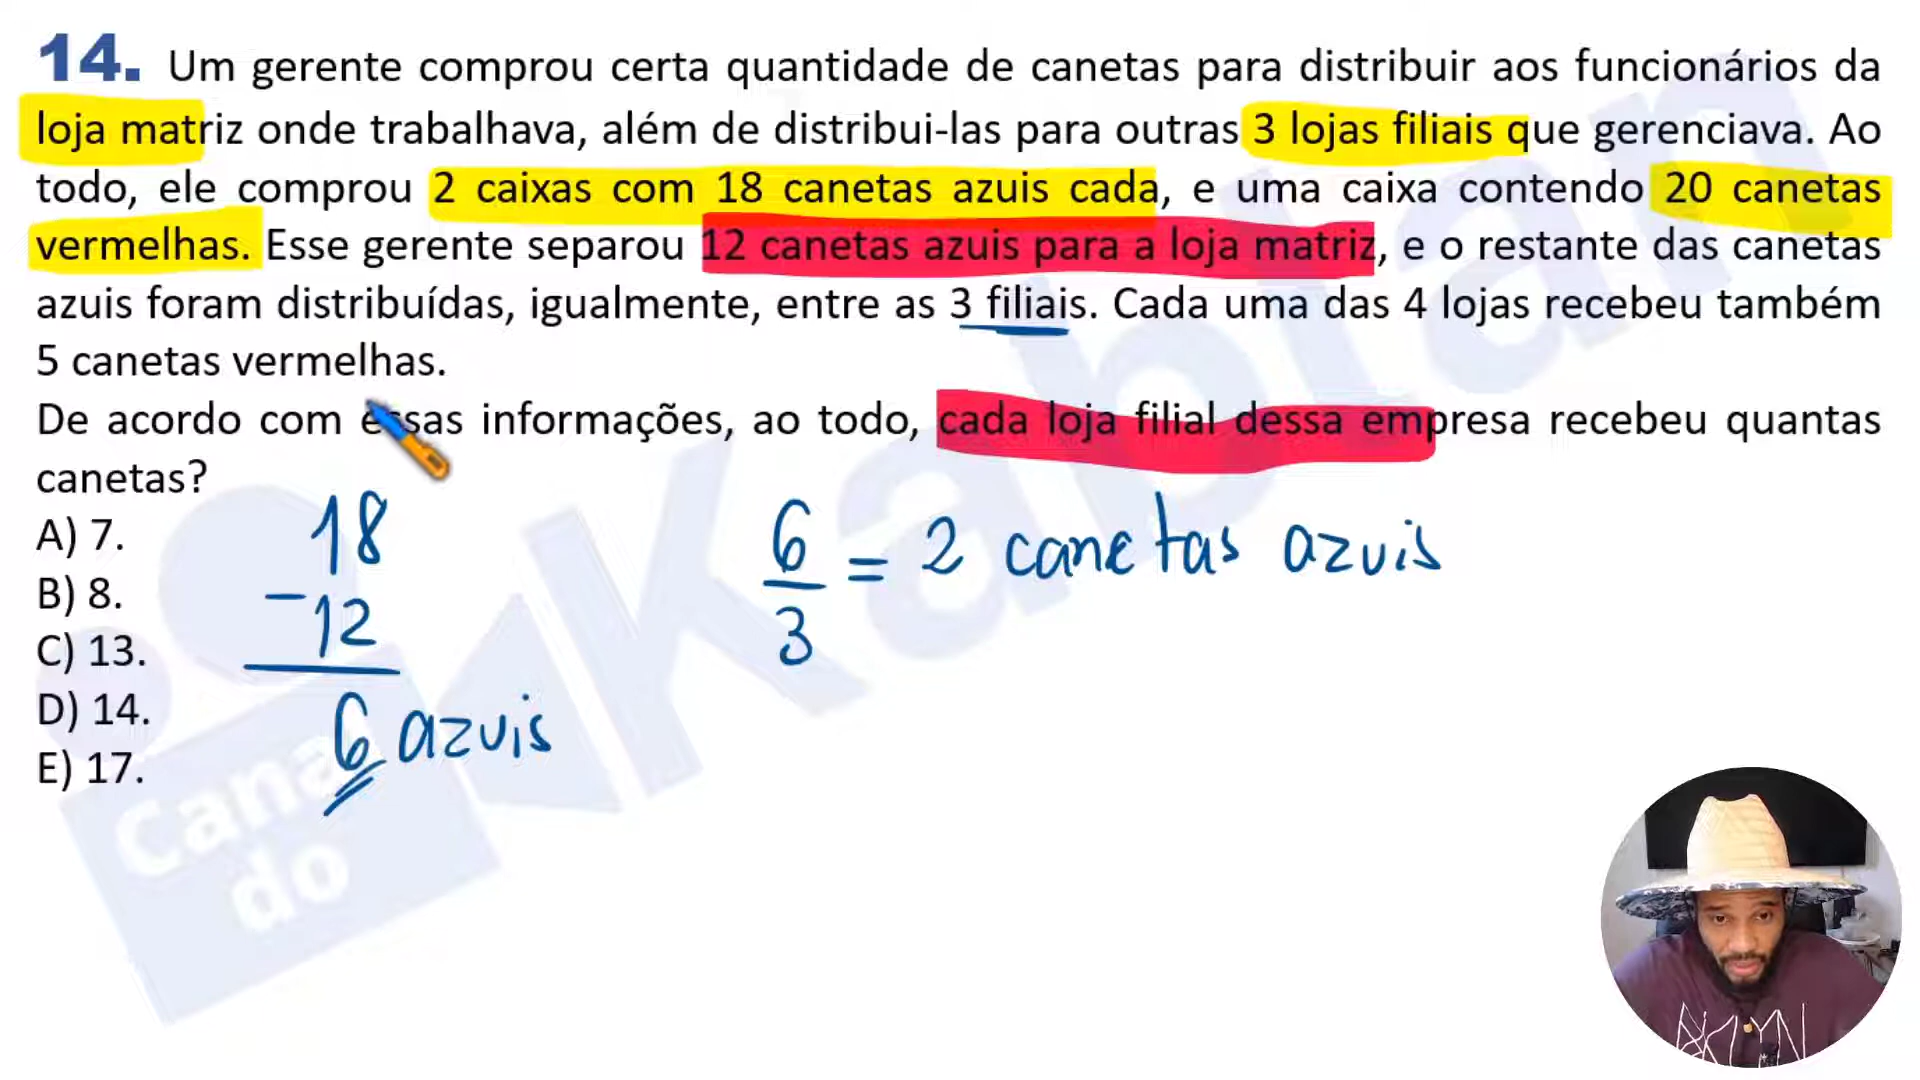 14. Um gerente comprou certa quantidade de canetas para distribuir aos funcionários da
loja matriz onde trabalhava, além de distribui-las para outras 3 lojas filiais que gerenciava. Ao
todo, ele comprou 2 caixas com 18 canetas azuis cada, e uma caixa contendo 20 canetas
vermelhas. Esse gerente separou 12 canetas azuis para a loja matriz, e o restante das canetas
azuis foram distribuídas, igualmente, entre as 3 filiais. Cada uma das 4 lojas recebeu também
5 canetas vermelhas.
De acordo com essas informações, ao todo, cada loja filial dessa empresa recebeu quantas
canetas?
A) 7.
B) 8.
C) 13.
D) 14.
E) 17.
18
- 12
6 azuis
6
3
= 2 canetas azuis
Canal
do
Kabian